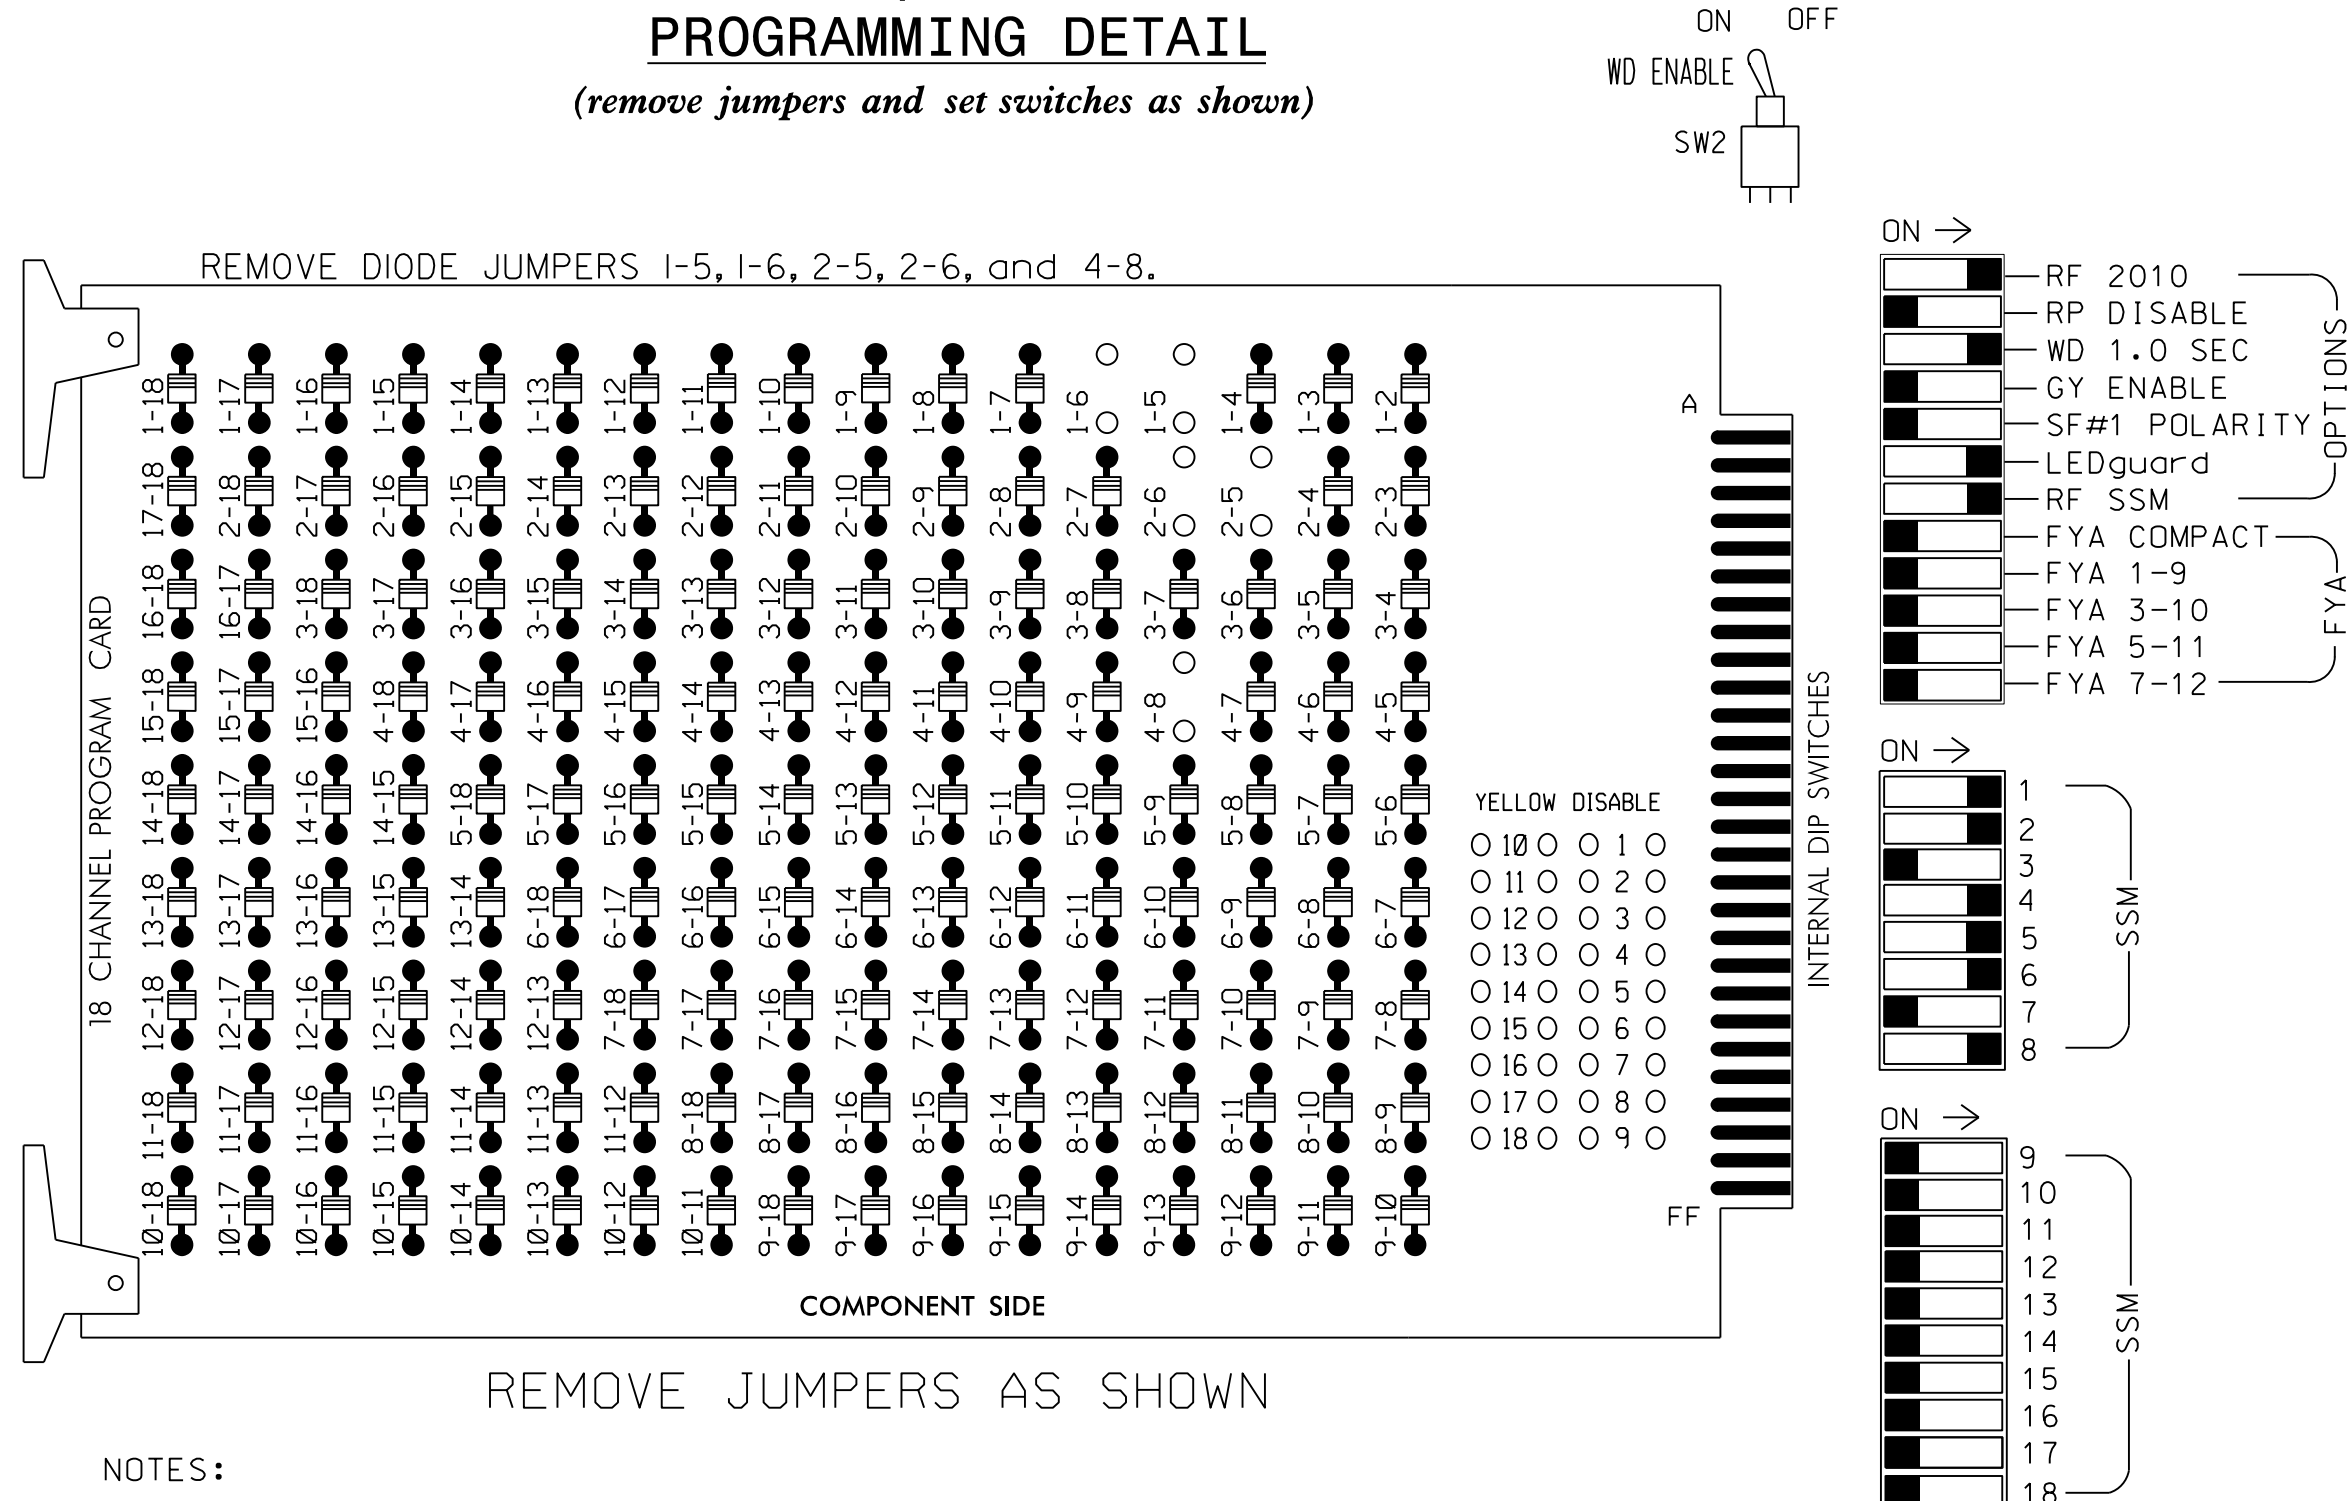 PROGRAMMING DETAIL
(remove jumpers and set switches as shown)
ON OFF
WD ENABLE
SW2
REMOVE DIODE JUMPERS 1-5, 1-6, 2-5, 2-6, and 4-8.
1-18 1-17 1-16 1-15 1-14 1-13 1-12 1-11 1-10 1-9 1-8 1-7 1-6 1-5 1-4 1-3 1-2
17-18 2-18 2-17 2-16 2-15 2-14 2-13 2-12 2-11 2-10 2-9 2-8 2-7 2-6 2-5 2-4 2-3
16-18 16-17 3-18 3-17 3-16 3-15 3-14 3-13 3-12 3-11 3-10 3-9 3-8 3-7 3-6 3-5 3-4
15-18 15-17 15-16 4-18 4-17 4-16 4-15 4-14 4-13 4-12 4-11 4-10 4-9 4-8 4-7 4-6 4-5
14-18 14-17 14-16 14-15 5-18 5-17 5-16 5-15 5-14 5-13 5-12 5-11 5-10 5-9 5-8 5-7 5-6
13-18 13-17 13-16 13-15 13-14 6-18 6-17 6-16 6-15 6-14 6-13 6-12 6-11 6-10 6-9 6-8 6-7
12-18 12-17 12-16 12-15 12-14 12-13 7-18 7-17 7-16 7-15 7-14 7-13 7-12 7-11 7-10 7-9 7-8
11-18 11-17 11-16 11-15 11-14 11-13 11-12 8-18 8-17 8-16 8-15 8-14 8-13 8-12 8-11 8-10 8-9
10-18 10-17 10-16 10-15 10-14 10-13 10-12 10-11 9-18 9-17 9-16 9-15 9-14 9-13 9-12 9-11 9-10
18 CHANNEL PROGRAM CARD
COMPONENT SIDE
A
FF
YELLOW DISABLE
10 1
11 2
12 3
13 4
14 5
15 6
16 7
17 8
18 9
INTERNAL DIP SWITCHES
ON
RF 2010
RP DISABLE
WD 1.0 SEC
GY ENABLE
SF#1 POLARITY
LEDguard
RF SSM
OPTIONS
FYA COMPACT
FYA 1-9
FYA 3-10
FYA 5-11
FYA 7-12
FYA
ON
1
2
3
4
5
6
7
8
SSM
ON
9
10
11
12
13
14
15
16
17
18
SSM
REMOVE JUMPERS AS SHOWN
NOTES: